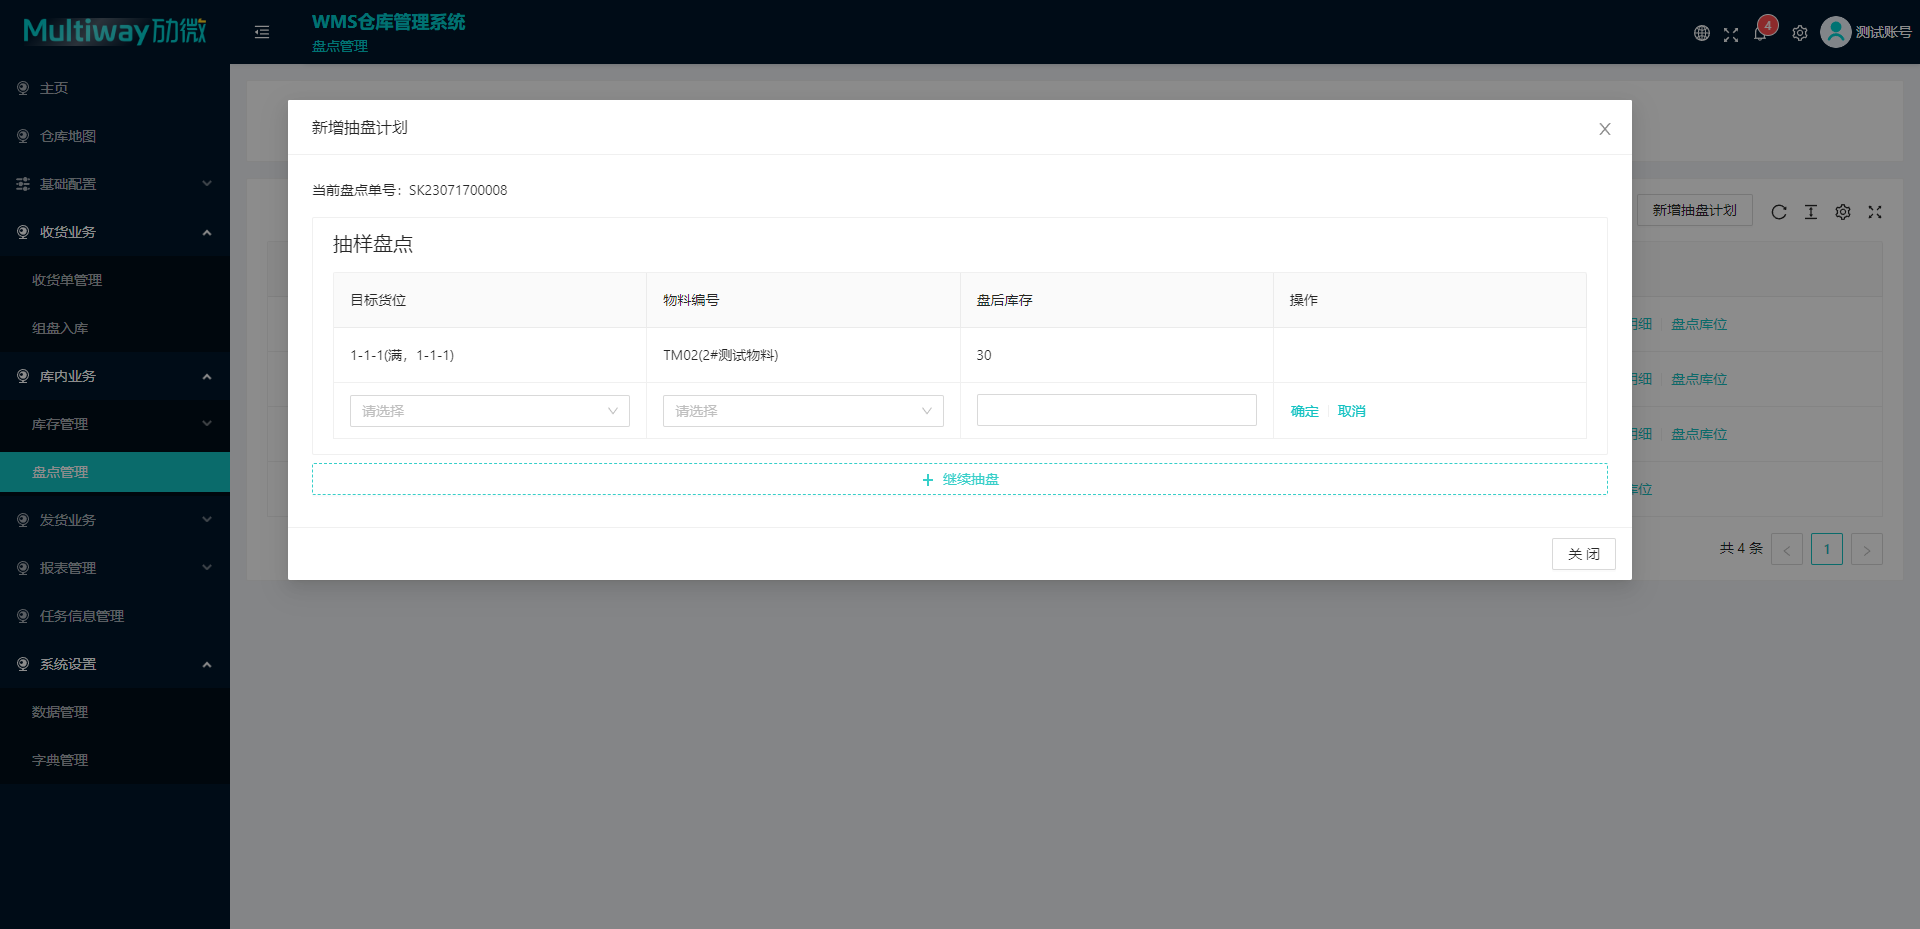 Multiway劢微
WMS仓库管理系统
盘点管理
4
测试账号
主页
仓库地图
基础配置
收货业务
收货单管理
组盘入库
库内业务
库存管理
盘点管理
发货业务
报表管理
任务信息管理
系统设置
数据管理
字典管理
新增抽盘计划
当前盘点单号：SK23071700008
抽样盘点
目标货位 物料编号 盘后库存 操作
1-1-1(满，1-1-1) TM02(2#测试物料) 30
请选择 请选择 确定 取消
+ 继续抽盘
关 闭
新增抽盘计划
明细 盘点库位
明细 盘点库位
明细 盘点库位
库位
共 4 条 < 1 >